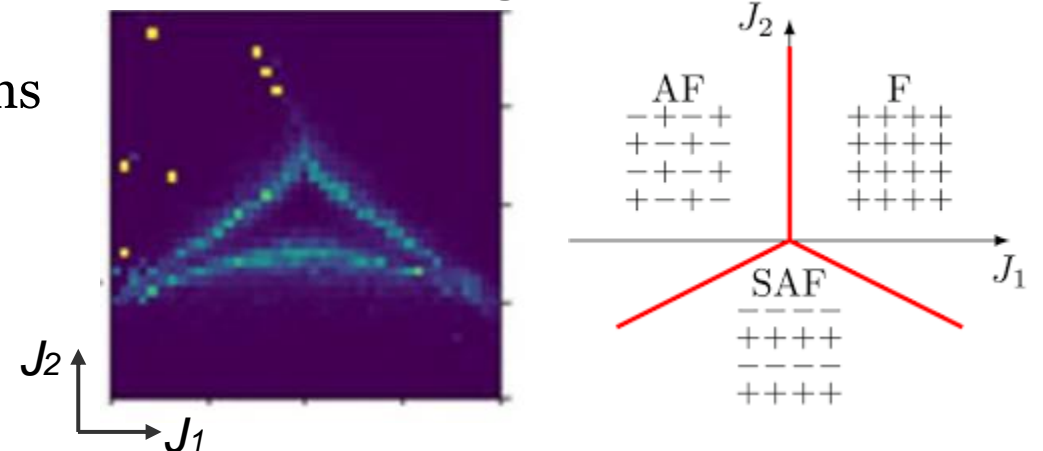 ns
J₂
J₁
J₂
AF
− + − +
+ − + −
− + − +
+ − + −
F
+ + + +
+ + + +
+ + + +
+ + + +
J₁
SAF
− − − −
+ + + +
− − − −
+ + + +